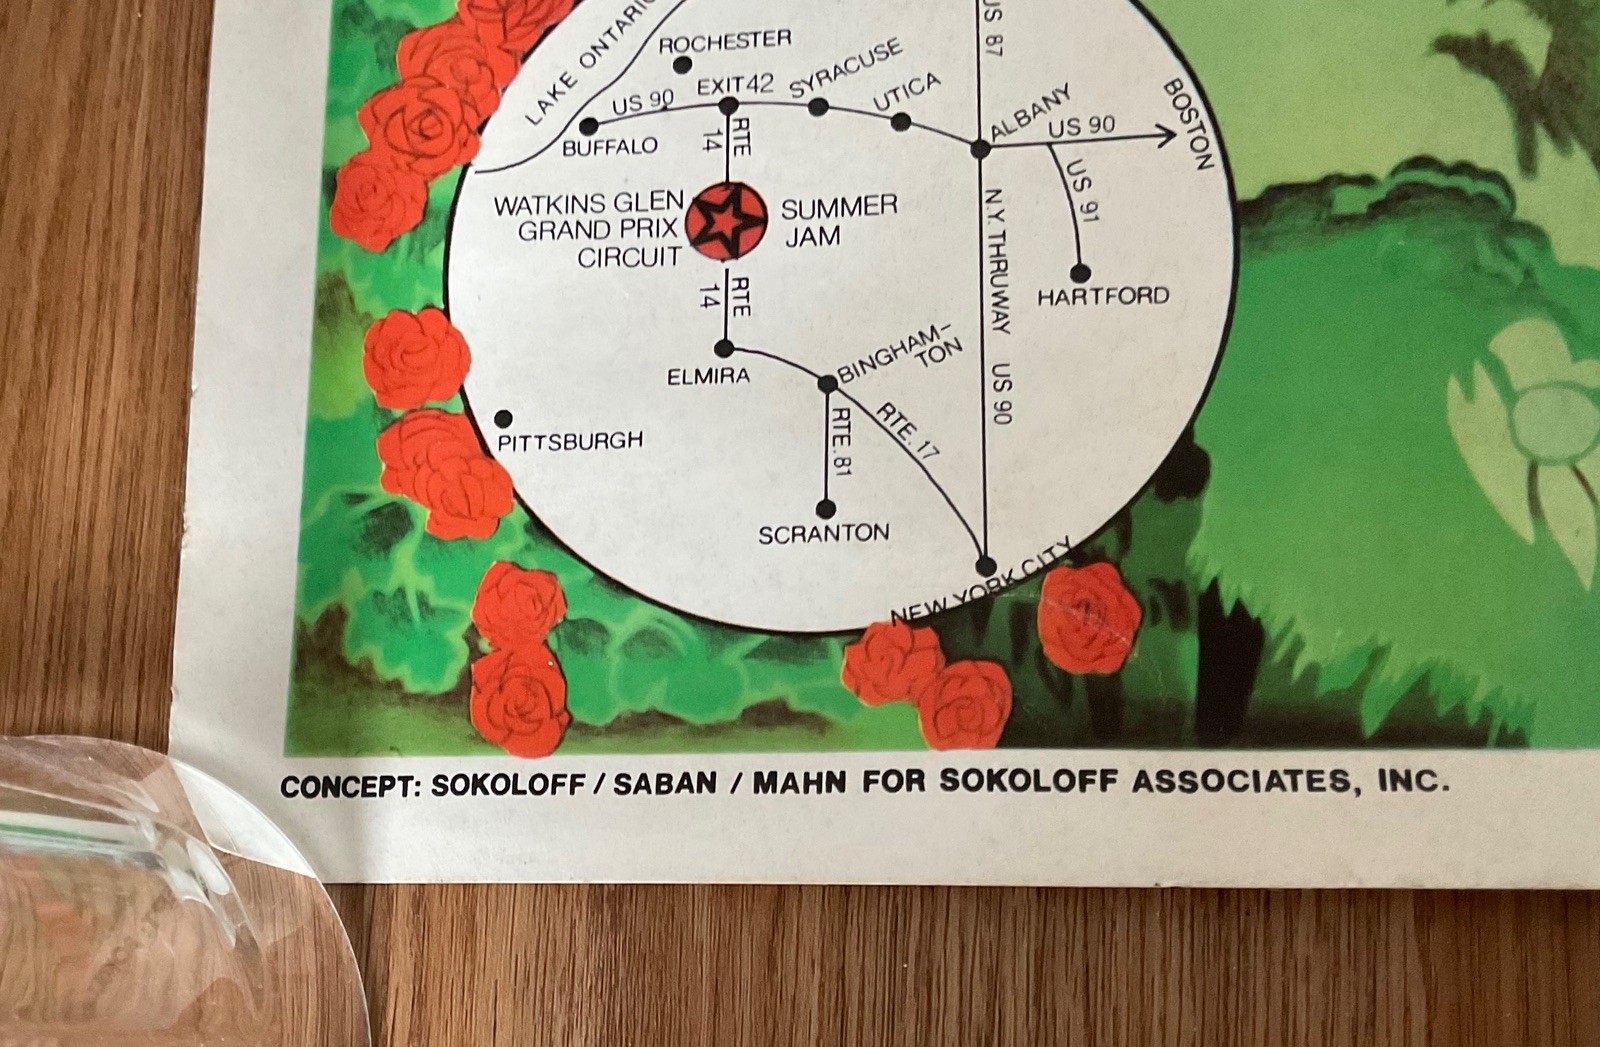 LAKE ONTARIO
ROCHESTER
US 87
US 90
EXIT 42
SYRACUSE
UTICA
ALBANY
US 90
BOSTON
BUFFALO
RTE
14
US 91
WATKINS GLEN
GRAND PRIX
CIRCUIT
SUMMER
JAM
N.Y. THRUWAY US 90
HARTFORD
RTE
14
ELMIRA
BINGHAM-
TON
PITTSBURGH
RTE. 81
RTE. 17
SCRANTON
NEW YORK CITY
CONCEPT: SOKOLOFF / SABAN / MAHN FOR SOKOLOFF ASSOCIATES, INC.